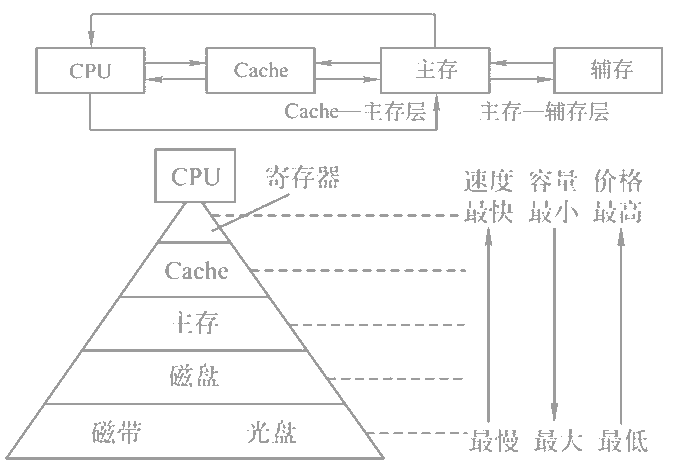 CPU Cache 主存 辅存
Cache—主存层 主存—辅存层
CPU 寄存器
速度 容量 价格
最快 最小 最高
Cache
主存
磁盘
磁带 光盘
最慢 最大 最低